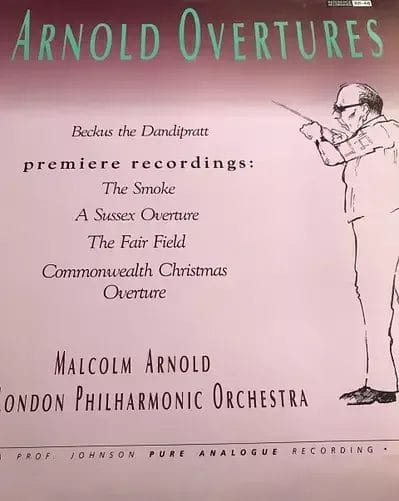 ARNOLD OVERTURES
Beckus the Dandipratt
premiere recordings:
The Smoke
A Sussex Overture
The Fair Field
Commonwealth Christmas
Overture
MALCOLM ARNOLD
LONDON PHILHARMONIC ORCHESTRA
A PROF. JOHNSON PURE ANALOGUE RECORDING